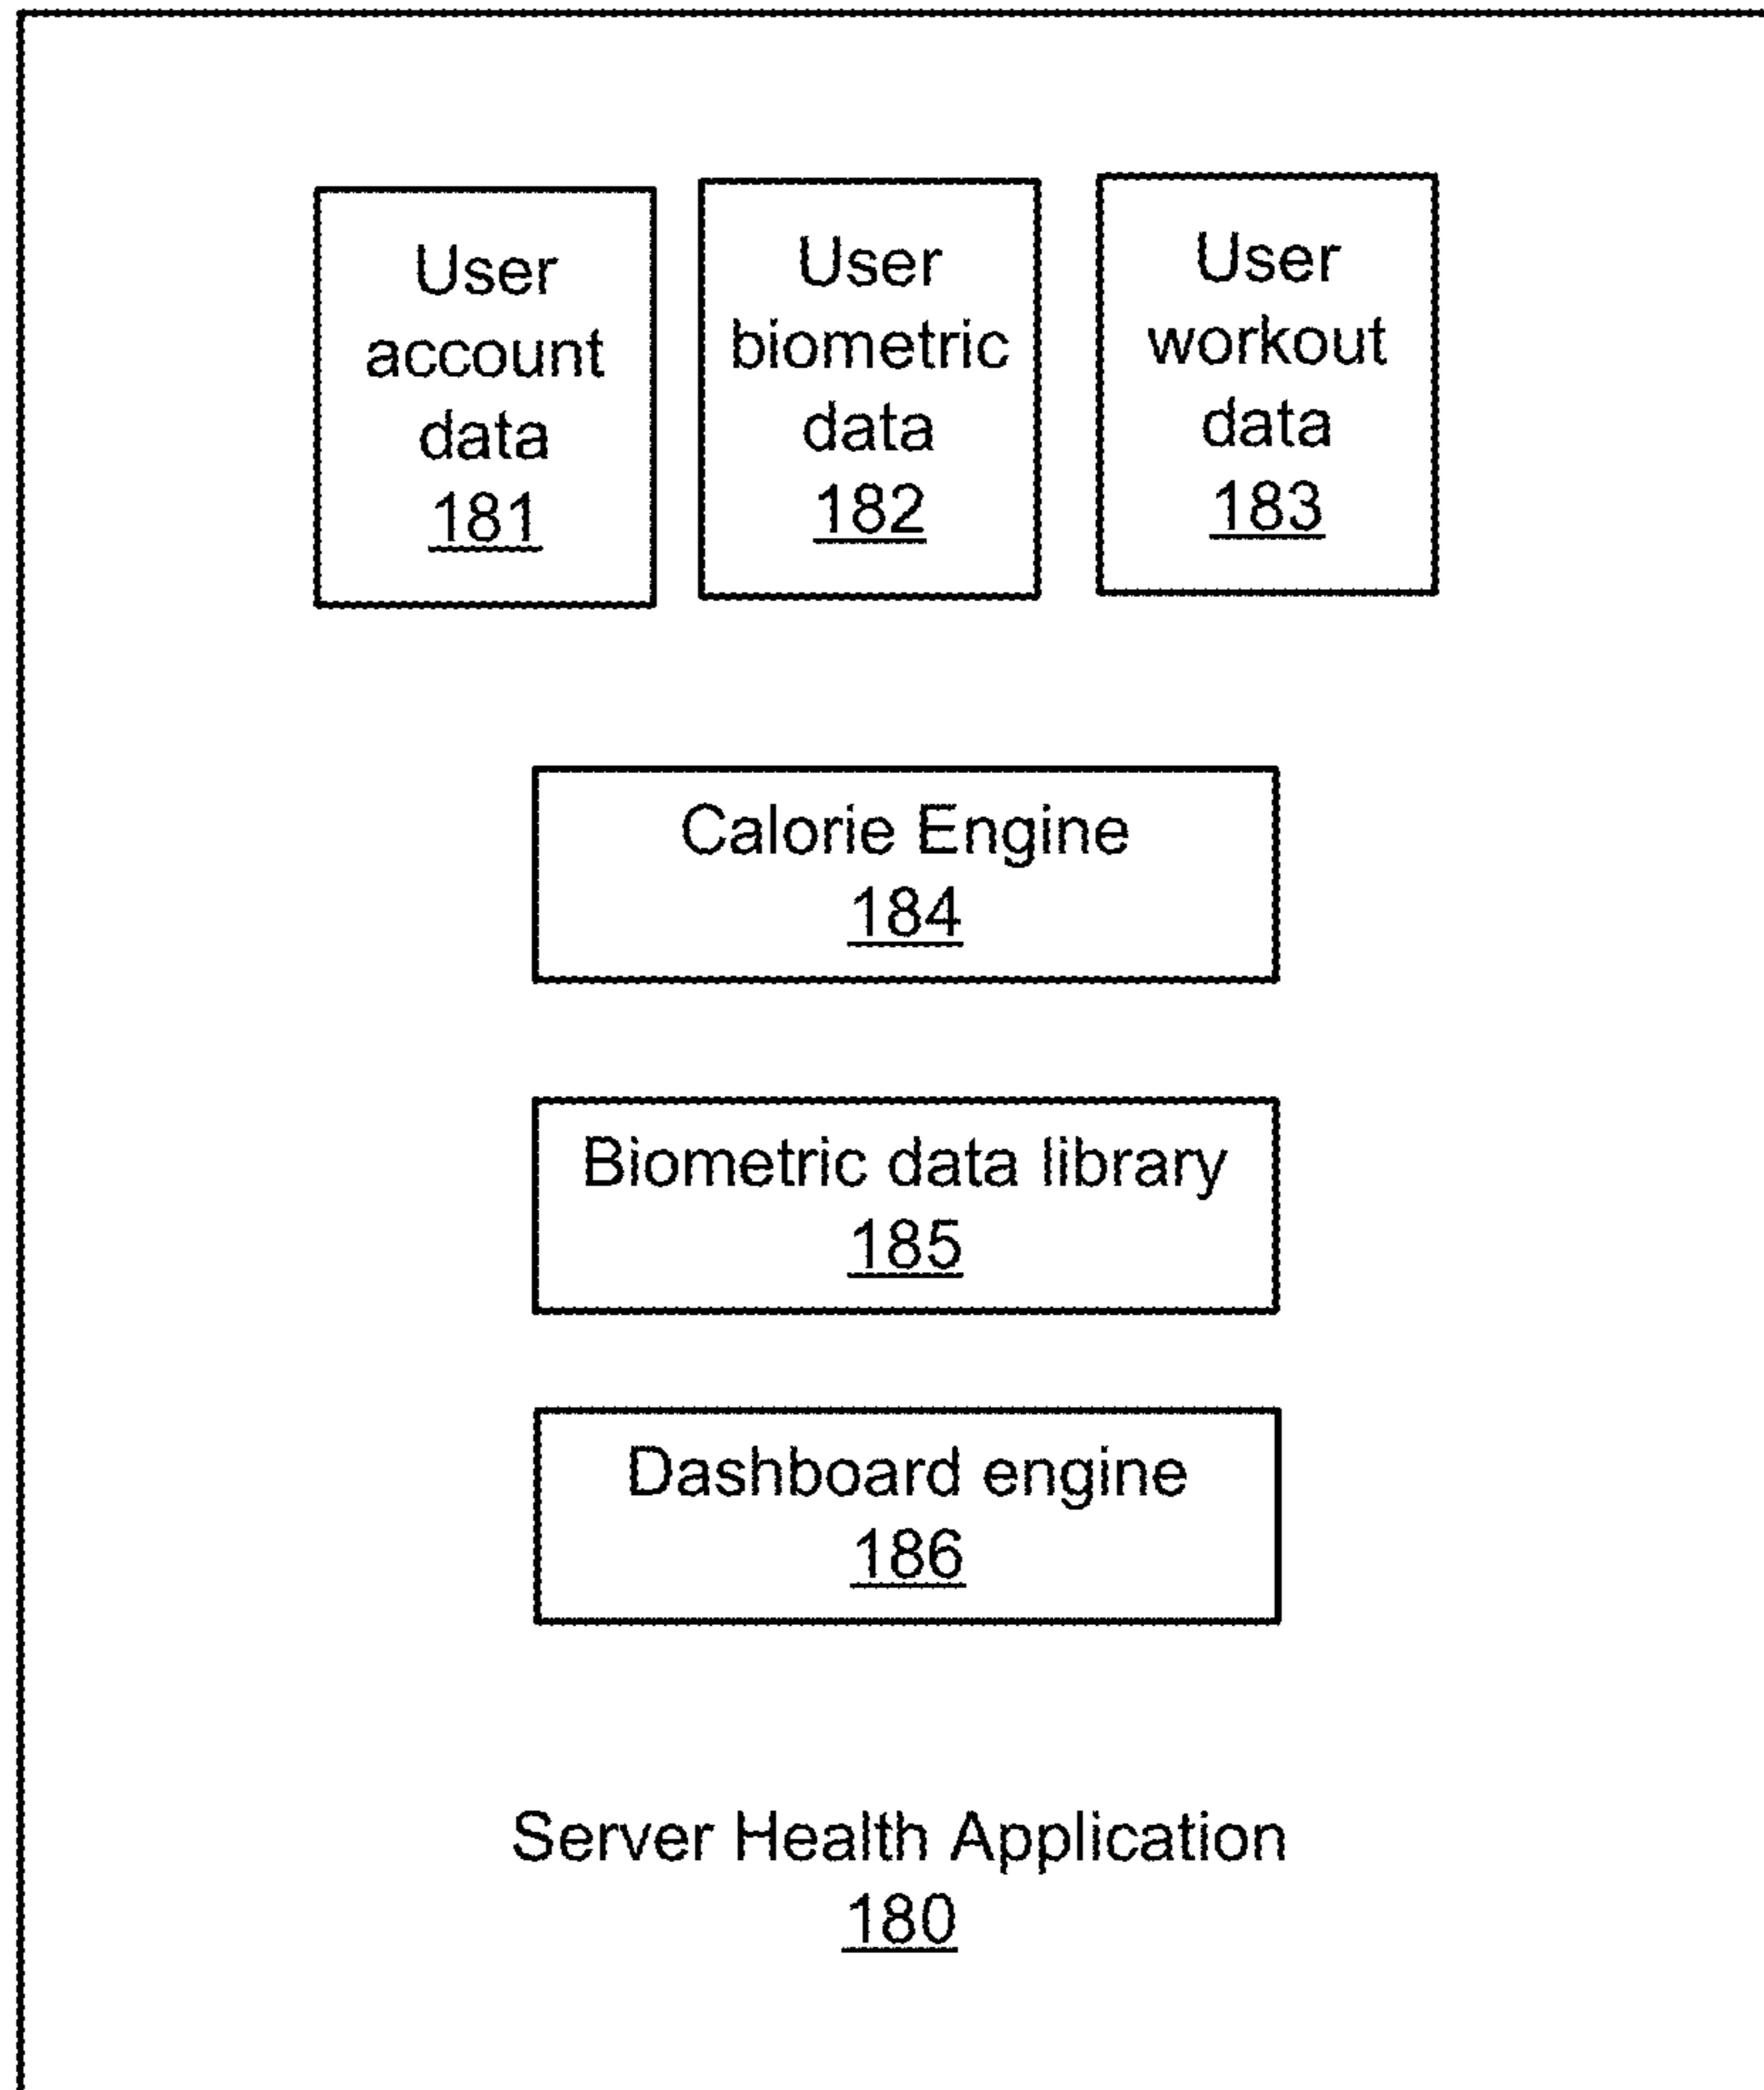 User
account
data
181
User
biometric
data
182
User
workout
data
183
Calorie Engine
184
Biometric data library
185
Dashboard engine
186
Server Health Application
180